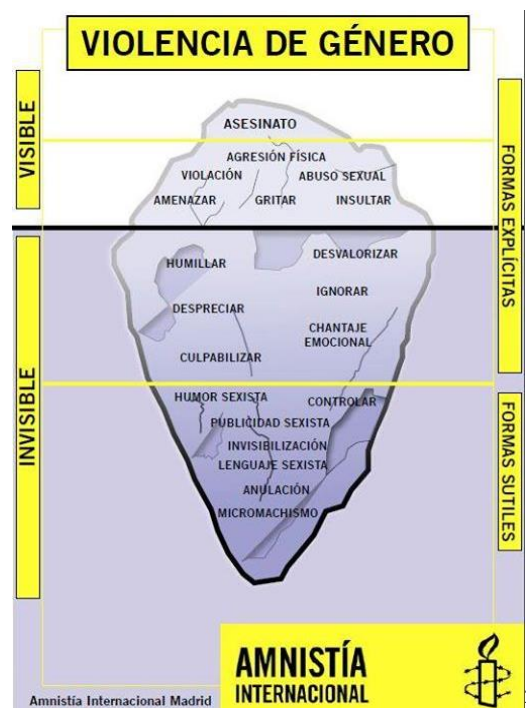 VIOLENCIA DE GÉNERO
VISIBLE
FORMAS EXPLÍCITAS
ASESINATO
AGRESIÓN FÍSICA
VIOLACIÓN
ABUSO SEXUAL
AMENAZAR
GRITAR
INSULTAR
INVISIBLE
HUMILLAR
DESVALORIZAR
IGNORAR
DESPRECIAR
CHANTAJE
EMOCIONAL
CULPABILIZAR
FORMAS SUTILES
HUMOR SEXISTA
CONTROLAR
PUBLICIDAD SEXISTA
INVISIBILIZACIÓN
LENGUAJE SEXISTA
ANULACIÓN
MICROMACHISMO
Amnistía Internacional Madrid
AMNISTÍA
INTERNACIONAL